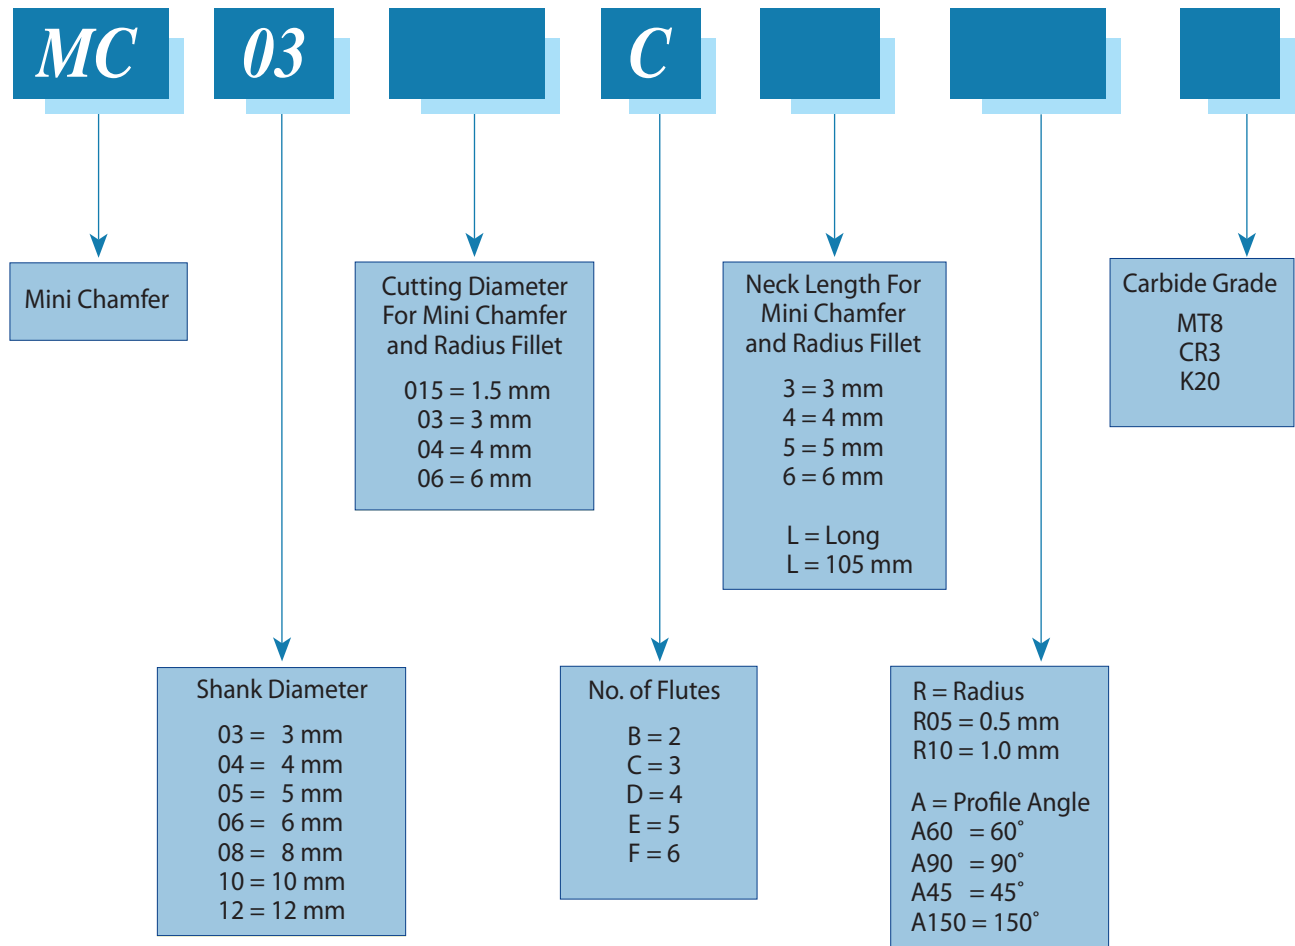 MC 03 C
Mini Chamfer
Cutting Diameter
For Mini Chamfer
and Radius Fillet
015 = 1.5 mm
03 = 3 mm
04 = 4 mm
06 = 6 mm
Neck Length For
Mini Chamfer
and Radius Fillet
3 = 3 mm
4 = 4 mm
5 = 5 mm
6 = 6 mm
L = Long
L = 105 mm
Carbide Grade
MT8
CR3
K20
Shank Diameter
03 = 3 mm
04 = 4 mm
05 = 5 mm
06 = 6 mm
08 = 8 mm
10 = 10 mm
12 = 12 mm
No. of Flutes
B = 2
C = 3
D = 4
E = 5
F = 6
R = Radius
R05 = 0.5 mm
R10 = 1.0 mm
A = Profile Angle
A60 = 60˚
A90 = 90˚
A45 = 45˚
A150 = 150˚